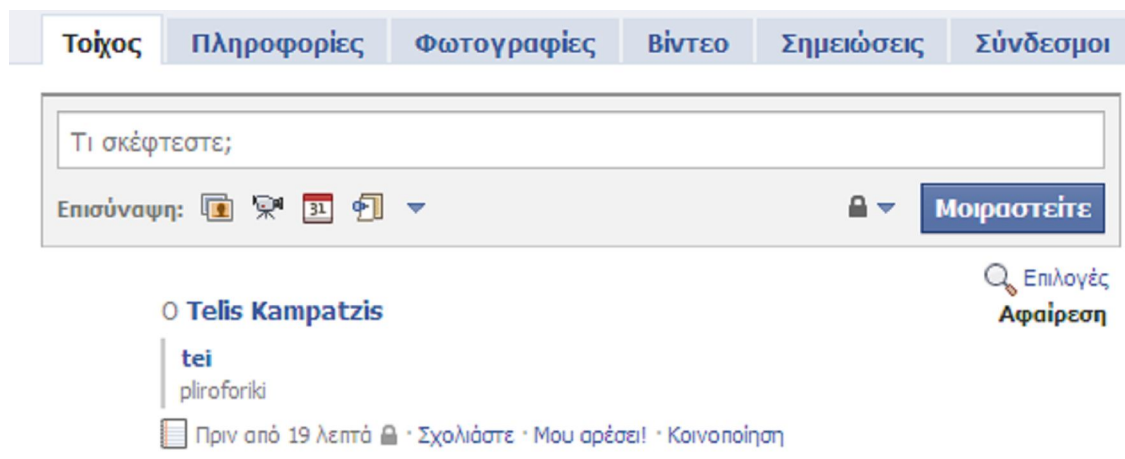 Τοίχος Πληροφορίες Φωτογραφίες Βίντεο Σημειώσεις Σύνδεσμοι
Τι σκέφτεστε;
Επισύναψη: 31 Μοιραστείτε
Επιλογές
Ο Telis Kampatzis Αφαίρεση
tei
pliroforiki
Πριν από 19 λεπτά · Σχολιάστε · Μου αρέσει! · Κοινοποίηση